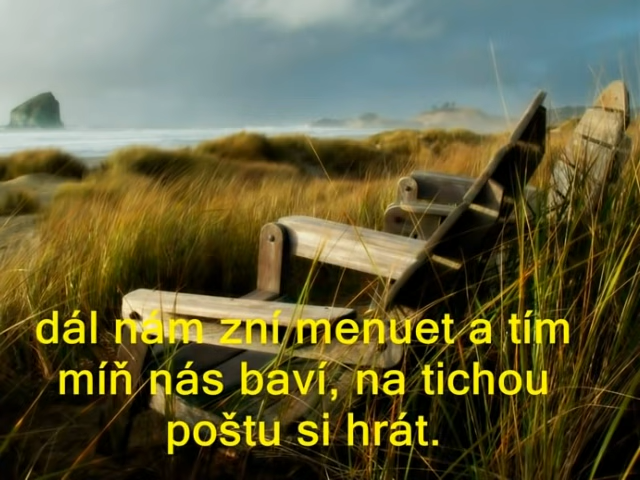 dál nám zní menuet a tím
míň nás baví, na tichou
poštu si hrát.